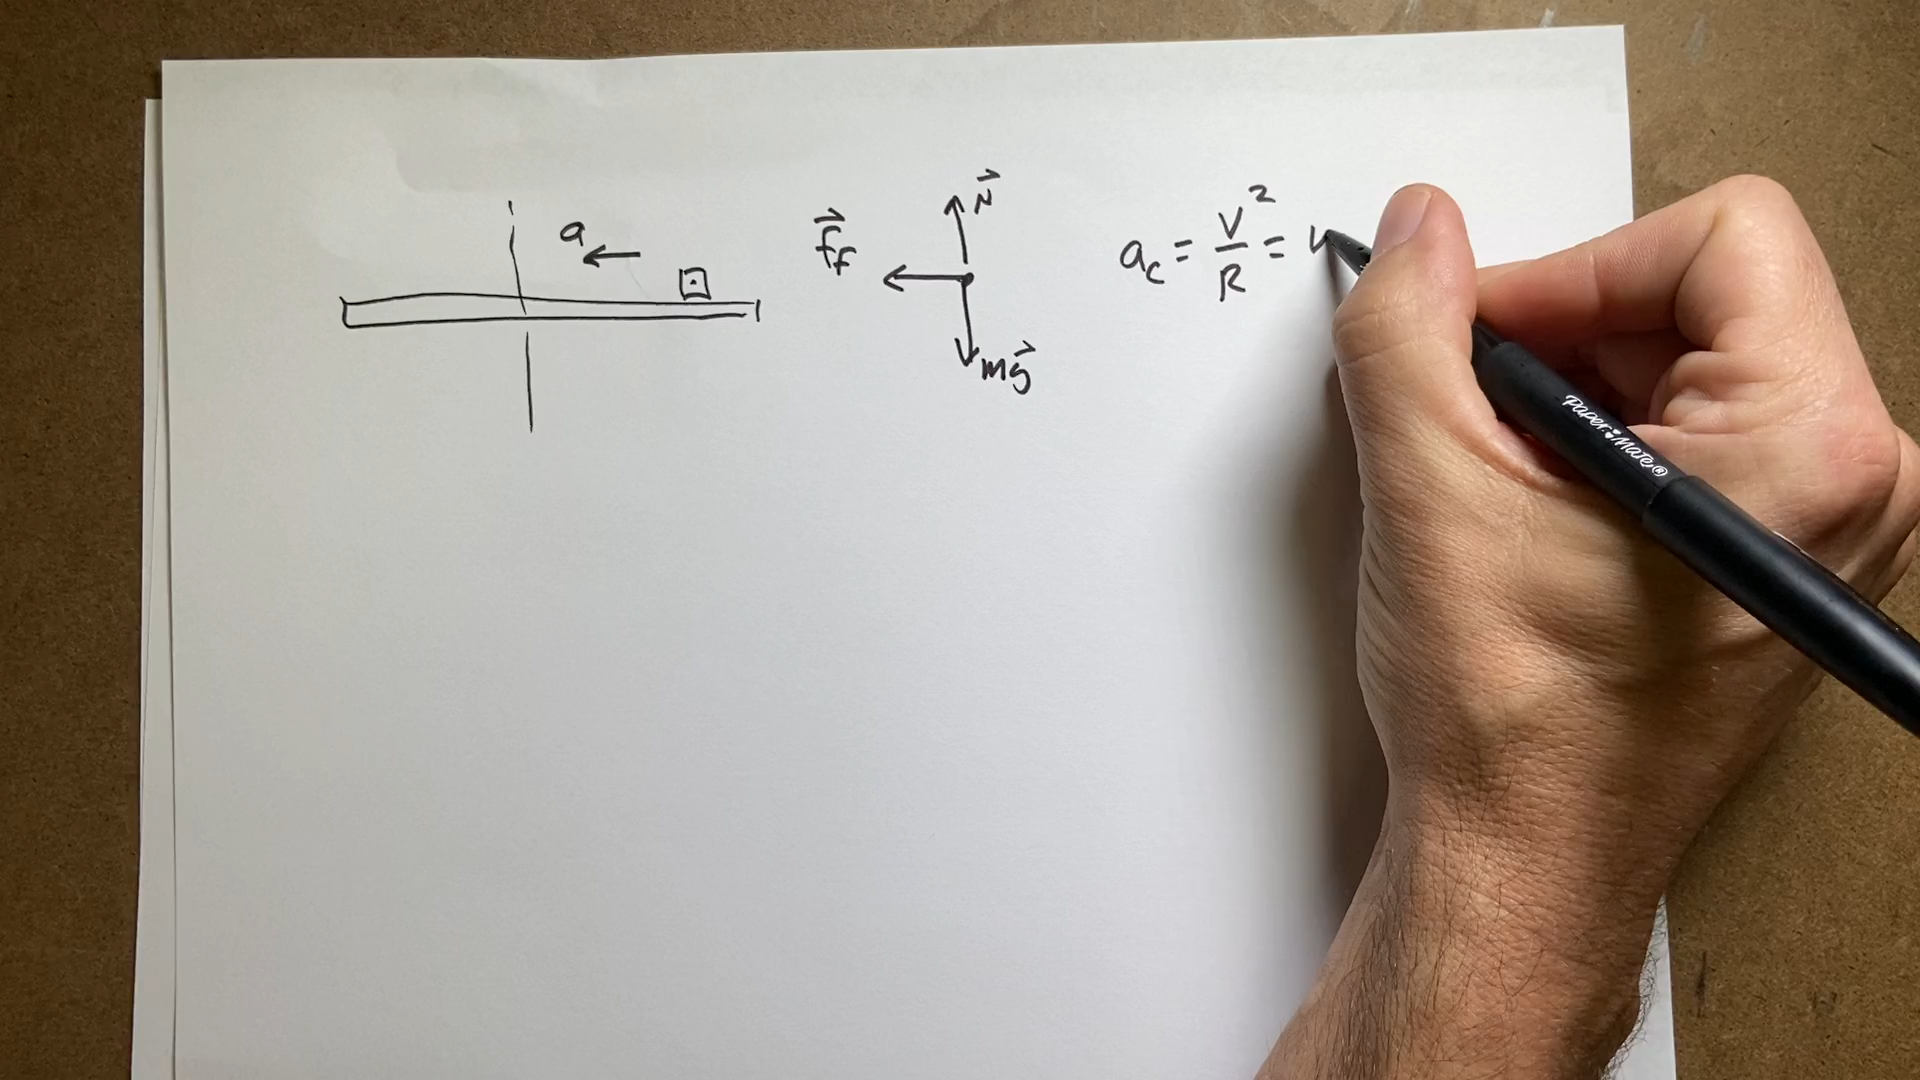 a
f⃗f
N⃗
mg⃗
ac = v²/R =
Paper Mate®